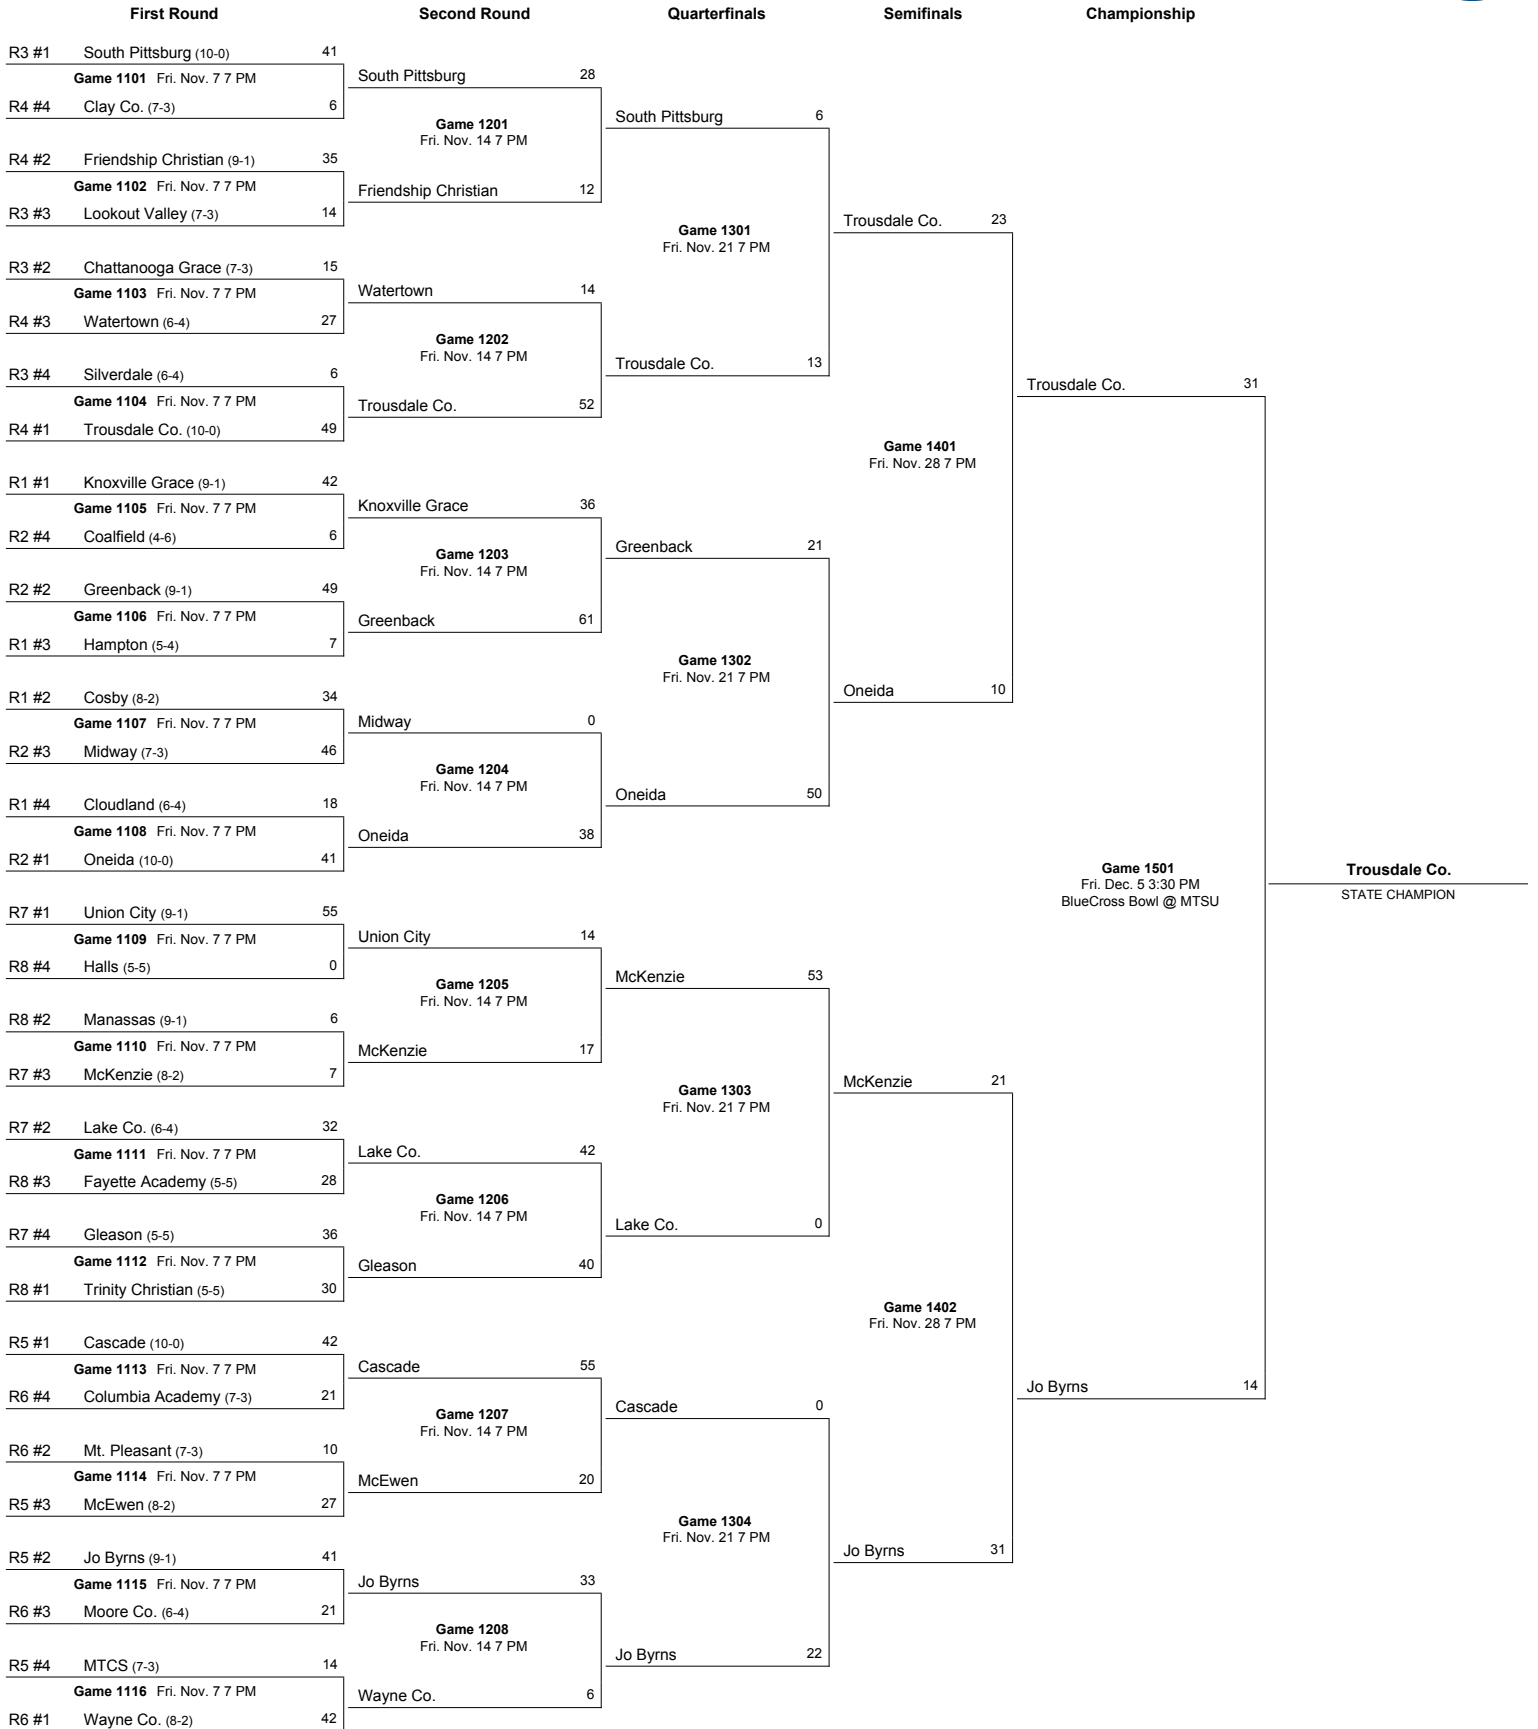 First Round Second Round Quarterfinals Semifinals Championship
R3 #1 South Pittsburg (10-0) 41
Game 1101 Fri. Nov. 7 7 PM
R4 #4 Clay Co. (7-3) 6
R4 #2 Friendship Christian (9-1) 35
Game 1102 Fri. Nov. 7 7 PM
R3 #3 Lookout Valley (7-3) 14
R3 #2 Chattanooga Grace (7-3) 15
Game 1103 Fri. Nov. 7 7 PM
R4 #3 Watertown (6-4) 27
R3 #4 Silverdale (6-4) 6
Game 1104 Fri. Nov. 7 7 PM
R4 #1 Trousdale Co. (10-0) 49
R1 #1 Knoxville Grace (9-1) 42
Game 1105 Fri. Nov. 7 7 PM
R2 #4 Coalfield (4-6) 6
R2 #2 Greenback (9-1) 49
Game 1106 Fri. Nov. 7 7 PM
R1 #3 Hampton (5-4) 7
R1 #2 Cosby (8-2) 34
Game 1107 Fri. Nov. 7 7 PM
R2 #3 Midway (7-3) 46
R1 #4 Cloudland (6-4) 18
Game 1108 Fri. Nov. 7 7 PM
R2 #1 Oneida (10-0) 41
R7 #1 Union City (9-1) 55
Game 1109 Fri. Nov. 7 7 PM
R8 #4 Halls (5-5) 0
R8 #2 Manassas (9-1) 6
Game 1110 Fri. Nov. 7 7 PM
R7 #3 McKenzie (8-2) 7
R7 #2 Lake Co. (6-4) 32
Game 1111 Fri. Nov. 7 7 PM
R8 #3 Fayette Academy (5-5) 28
R7 #4 Gleason (5-5) 36
Game 1112 Fri. Nov. 7 7 PM
R8 #1 Trinity Christian (5-5) 30
R5 #1 Cascade (10-0) 42
Game 1113 Fri. Nov. 7 7 PM
R6 #4 Columbia Academy (7-3) 21
R6 #2 Mt. Pleasant (7-3) 10
Game 1114 Fri. Nov. 7 7 PM
R5 #3 McEwen (8-2) 27
R5 #2 Jo Byrns (9-1) 41
Game 1115 Fri. Nov. 7 7 PM
R6 #3 Moore Co. (6-4) 21
R5 #4 MTCS (7-3) 14
Game 1116 Fri. Nov. 7 7 PM
R6 #1 Wayne Co. (8-2) 42
South Pittsburg 28
Game 1201
Fri. Nov. 14 7 PM
Friendship Christian 12
Watertown 14
Game 1202
Fri. Nov. 14 7 PM
Trousdale Co. 52
Knoxville Grace 36
Game 1203
Fri. Nov. 14 7 PM
Greenback 61
Midway 0
Game 1204
Fri. Nov. 14 7 PM
Oneida 38
Union City 14
Game 1205
Fri. Nov. 14 7 PM
McKenzie 17
Lake Co. 42
Game 1206
Fri. Nov. 14 7 PM
Gleason 40
Cascade 55
Game 1207
Fri. Nov. 14 7 PM
McEwen 20
Jo Byrns 33
Game 1208
Fri. Nov. 14 7 PM
Wayne Co. 6
South Pittsburg 6
Game 1301
Fri. Nov. 21 7 PM
Trousdale Co. 13
Greenback 21
Game 1302
Fri. Nov. 21 7 PM
Oneida 50
McKenzie 53
Game 1303
Fri. Nov. 21 7 PM
Lake Co. 0
Cascade 0
Game 1304
Fri. Nov. 21 7 PM
Jo Byrns 22
Trousdale Co. 23
Game 1401
Fri. Nov. 28 7 PM
Oneida 10
McKenzie 21
Game 1402
Fri. Nov. 28 7 PM
Jo Byrns 31
Trousdale Co. 31
Game 1501
Fri. Dec. 5 3:30 PM
BlueCross Bowl @ MTSU
Jo Byrns 14
Trousdale Co.
STATE CHAMPION